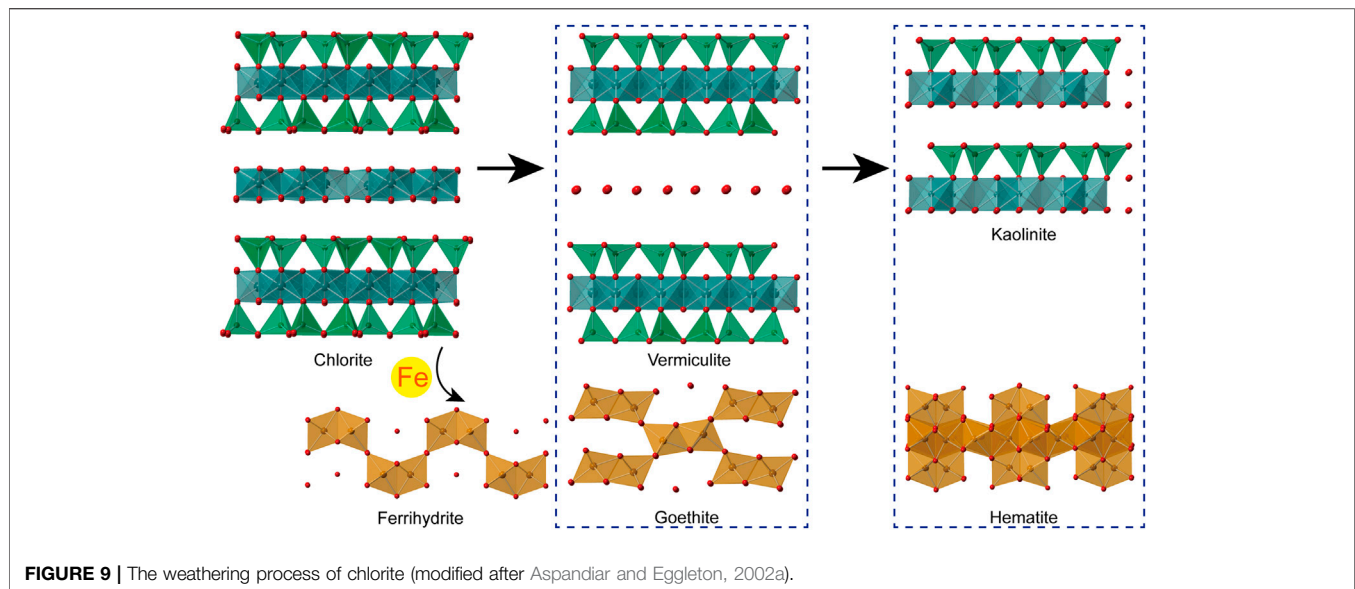 Kaolinite
Chlorite
Vermiculite
Fe
Ferrihydrite
Goethite
Hematite
FIGURE 9 | The weathering process of chlorite (modified after Aspandiar and Eggleton, 2002a).